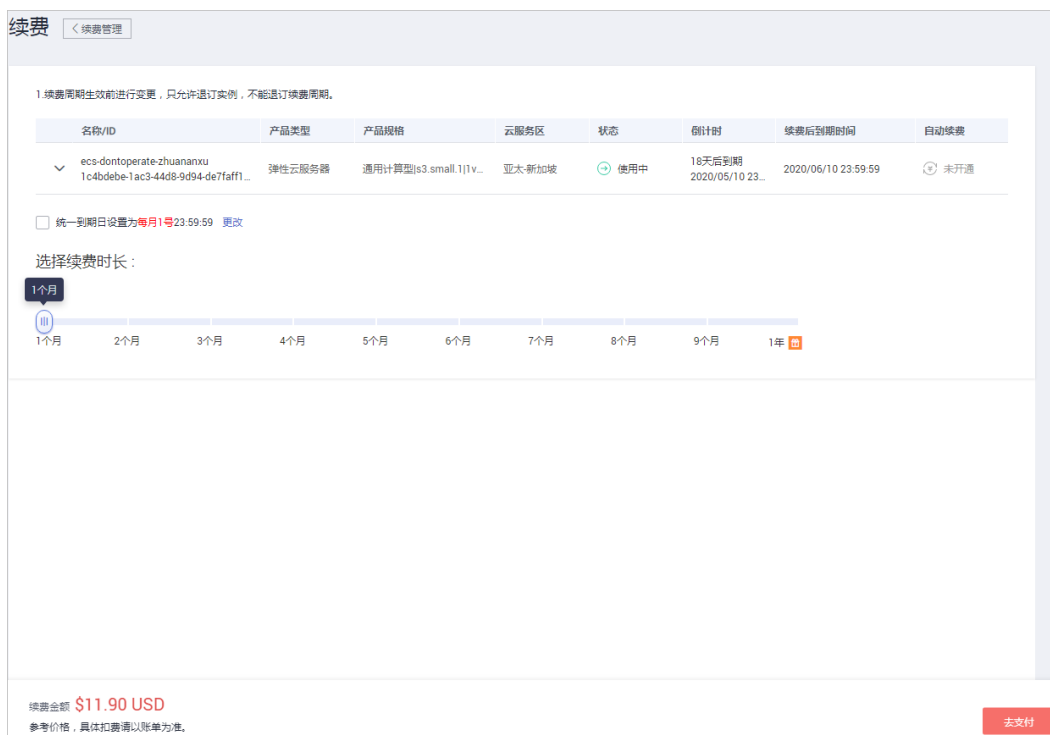 续费 续费管理
1.续费周期生效前进行变更，只允许退订实例，不能退订续费周期。
名称/ID 产品类型 产品规格 云服务区 状态 倒计时 续费后到期时间 自动续费
ecs-dontoperate-zhuananxu 弹性云服务器 通用计算型|s3.small.1|1v... 亚太-新加坡 使用中 18天后到期 2020/06/10 23:59:59 未开通
1c4bdebe-1ac3-44d8-9d94-de7faff1... 2020/05/10 23...
统一到期日设置为每月1号23:59:59 更改
选择续费时长：
1个月
1个月 2个月 3个月 4个月 5个月 6个月 7个月 8个月 9个月 1年
续费金额 $11.90 USD
参考价格，具体扣费请以账单为准。 去支付